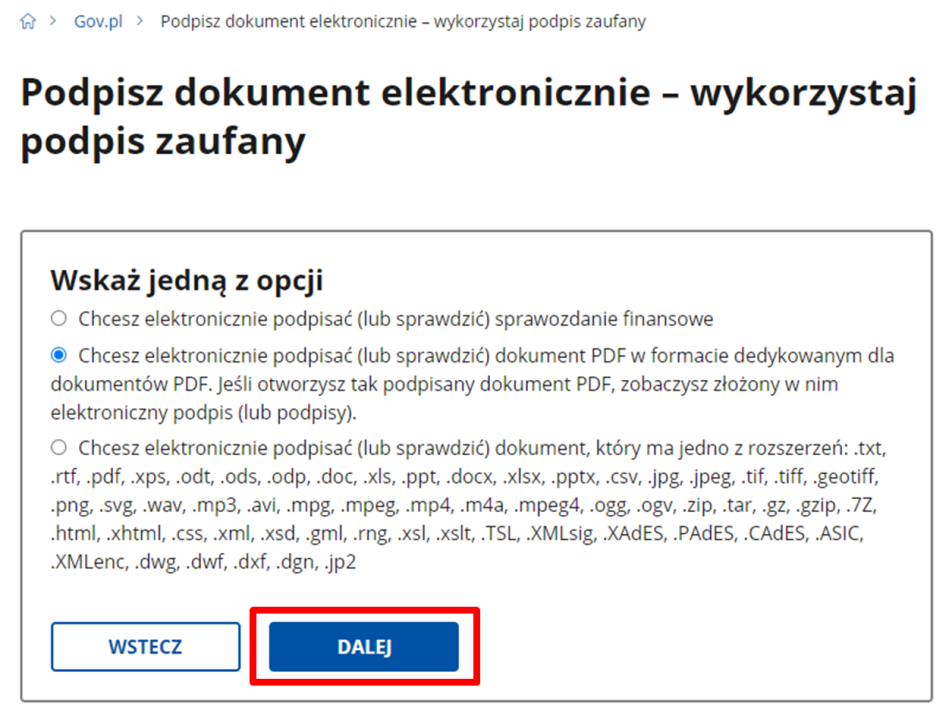 Gov.pl > Podpisz dokument elektronicznie – wykorzystaj podpis zaufany
Podpisz dokument elektronicznie – wykorzystaj
podpis zaufany
Wskaż jedną z opcji
Chcesz elektronicznie podpisać (lub sprawdzić) sprawozdanie finansowe
Chcesz elektronicznie podpisać (lub sprawdzić) dokument PDF w formacie dedykowanym dla
dokumentów PDF. Jeśli otworzysz tak podpisany dokument PDF, zobaczysz złożony w nim
elektroniczny podpis (lub podpisy).
Chcesz elektronicznie podpisać (lub sprawdzić) dokument, który ma jedno z rozszerzeń: .txt,
.rtf, .pdf, .xps, .odt, .ods, .odp, .doc, .xls, .ppt, .docx, .xlsx, .pptx, .csv, .jpg, .jpeg, .tif, .tiff, .geotiff,
.png, .svg, .wav, .mp3, .avi, .mpg, .mpeg, .mp4, .m4a, .mpeg4, .ogg, .ogv, .zip, .tar, .gz, .gzip, .7Z,
.html, .xhtml, .css, .xml, .xsd, .gml, .rng, .xsl, .xslt, .TSL, .XMLsig, .XAdES, .PAdES, .CAdES, .ASIC,
.XMLenc, .dwg, .dwf, .dxf, .dgn, .jp2
WSTECZ DALEJ